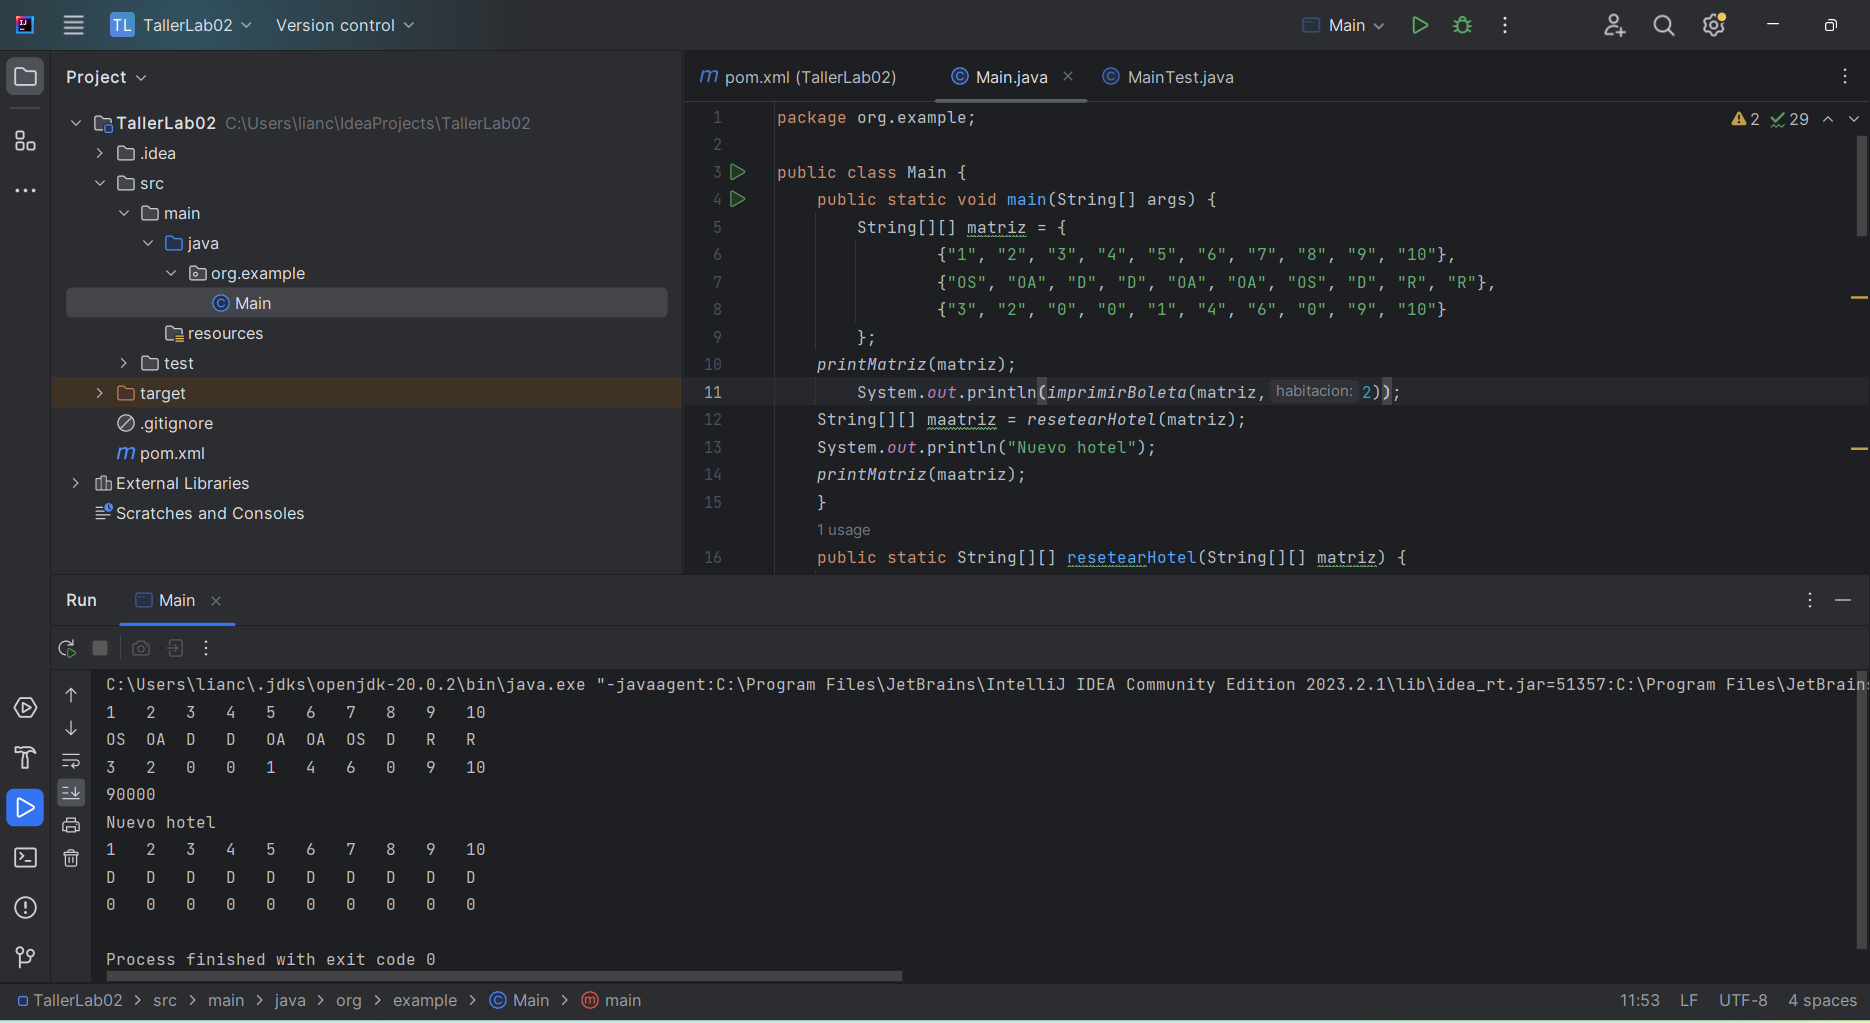 TL TallerLab02 Version control Main
Project
TallerLab02 C:\Users\lianc\IdeaProjects\TallerLab02
.idea
src
main
java
org.example
Main
resources
test
target
.gitignore
pom.xml
External Libraries
Scratches and Consoles
pom.xml (TallerLab02) Main.java MainTest.java
2 29
1 package org.example;
2
3 public class Main {
4 public static void main(String[] args) {
5 String[][] matriz = {
6 {"1", "2", "3", "4", "5", "6", "7", "8", "9", "10"},
7 {"OS", "OA", "D", "D", "OA", "OA", "OS", "D", "R", "R"},
8 {"3", "2", "0", "0", "1", "4", "6", "0", "9", "10"}
9 };
10 printMatriz(matriz);
11 System.out.println(imprimirBoleta(matriz, habitacion: 2));
12 String[][] maatriz = resetearHotel(matriz);
13 System.out.println("Nuevo hotel");
14 printMatriz(maatriz);
15 }
1 usage
16 public static String[][] resetearHotel(String[][] matriz) {
Run Main
C:\Users\lianc\.jdks\openjdk-20.0.2\bin\java.exe "-javaagent:C:\Program Files\JetBrains\IntelliJ IDEA Community Edition 2023.2.1\lib\idea_rt.jar=51357:C:\Program Files\JetBrains
1 2 3 4 5 6 7 8 9 10
OS OA D D OA OA OS D R R
3 2 0 0 1 4 6 0 9 10
90000
Nuevo hotel
1 2 3 4 5 6 7 8 9 10
D D D D D D D D D D
0 0 0 0 0 0 0 0 0 0
Process finished with exit code 0
TallerLab02 > src > main > java > org > example > Main > main 11:53 LF UTF-8 4 spaces